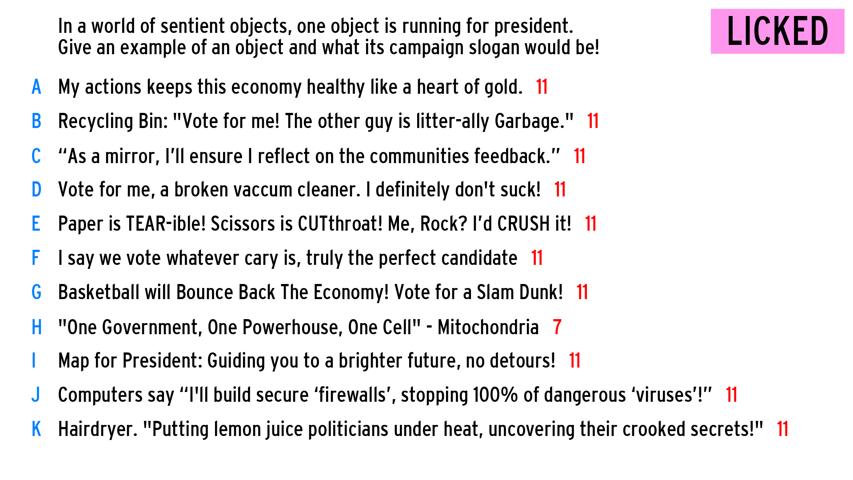 In a world of sentient objects, one object is running for president.
Give an example of an object and what its campaign slogan would be!
LICKED
A My actions keeps this economy healthy like a heart of gold. 11
B Recycling Bin: "Vote for me! The other guy is litter-ally Garbage." 11
C “As a mirror, I’ll ensure I reflect on the communities feedback.” 11
D Vote for me, a broken vaccum cleaner. I definitely don't suck! 11
E Paper is TEAR-ible! Scissors is CUTthroat! Me, Rock? I’d CRUSH it! 11
F I say we vote whatever cary is, truly the perfect candidate 11
G Basketball will Bounce Back The Economy! Vote for a Slam Dunk! 11
H "One Government, One Powerhouse, One Cell" - Mitochondria 7
I Map for President: Guiding you to a brighter future, no detours! 11
J Computers say “I'll build secure ‘firewalls’, stopping 100% of dangerous ‘viruses’!” 11
K Hairdryer. "Putting lemon juice politicians under heat, uncovering their crooked secrets!" 11